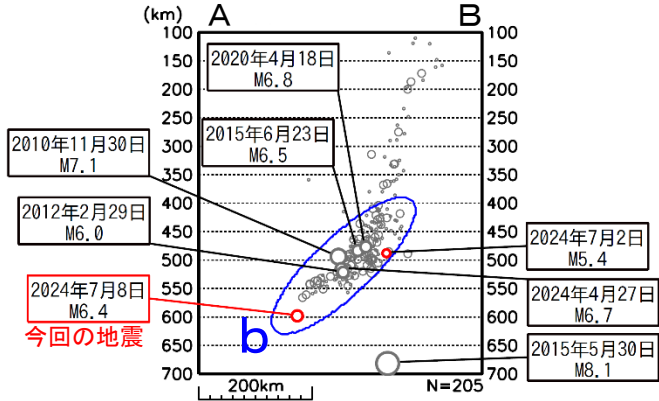 (km)
A
B
100
150
200
250
300
350
400
450
500
550
600
650
700
100
150
200
250
300
350
400
450
500
550
600
650
700
2020年4月18日
M6.8
2015年6月23日
M6.5
2010年11月30日
M7.1
2012年2月29日
M6.0
2024年7月8日
M6.4
今回の地震
b
2024年7月2日
M5.4
2024年4月27日
M6.7
2015年5月30日
M8.1
200km
N=205